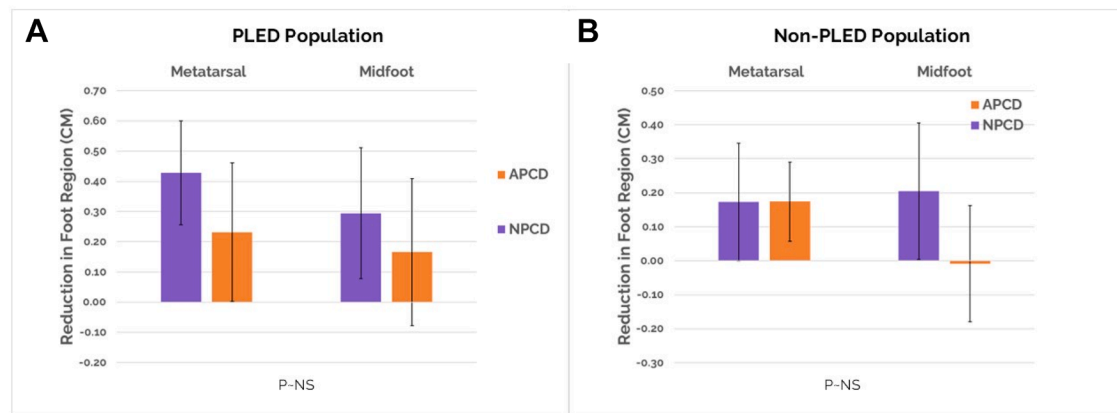 A
PLED Population
Metatarsal Midfoot
Reduction in Foot Region (CM)
0.70
0.60
0.50
0.40
0.30
0.20
0.10
0.00
-0.10
-0.20
APCD
NPCD
P~NS
B
Non-PLED Population
Metatarsal Midfoot
Reduction in Foot Region (CM)
0.50
0.40
0.30
0.20
0.10
0.00
-0.10
-0.20
-0.30
APCD
NPCD
P~NS